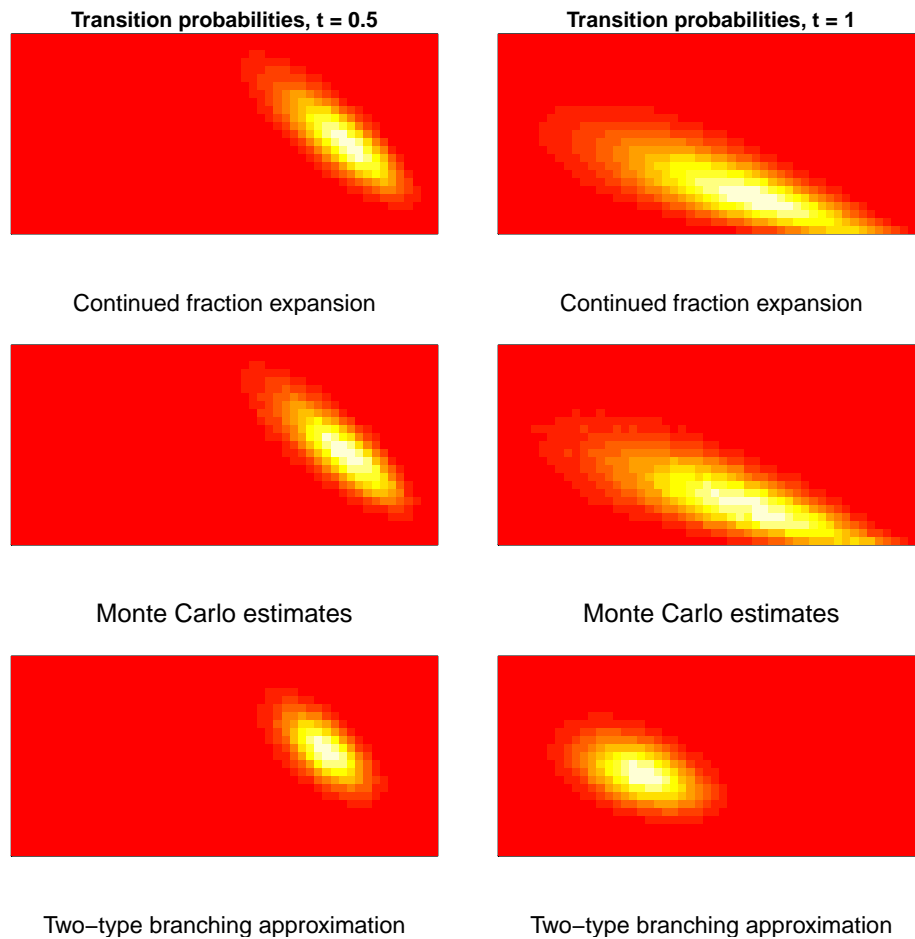 Transition probabilities, t = 0.5
Transition probabilities, t = 1
Continued fraction expansion
Continued fraction expansion
Monte Carlo estimates
Monte Carlo estimates
Two−type branching approximation
Two−type branching approximation